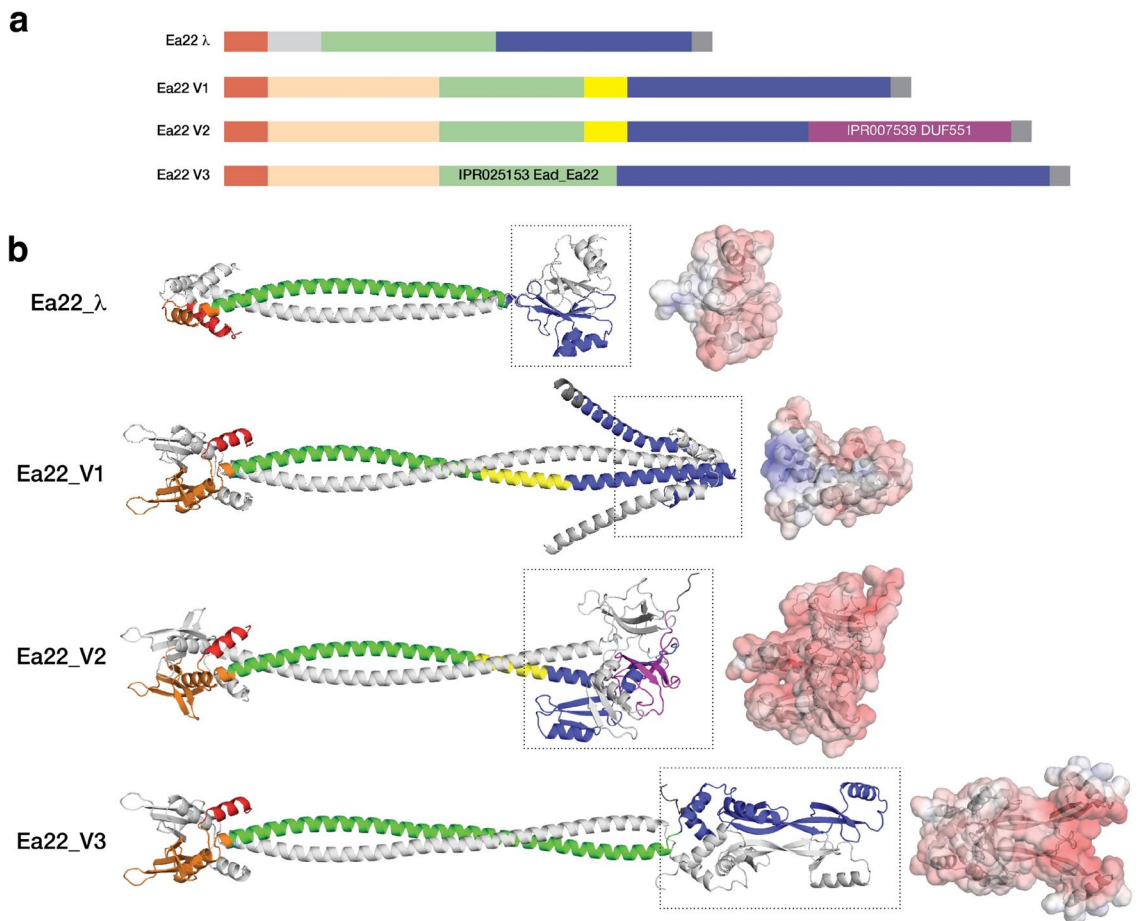 a
Ea22 λ
Ea22 V1
Ea22 V2
IPR007539 DUF551
Ea22 V3
IPR025153 Ead_Ea22
b
Ea22_λ
Ea22_V1
Ea22_V2
Ea22_V3